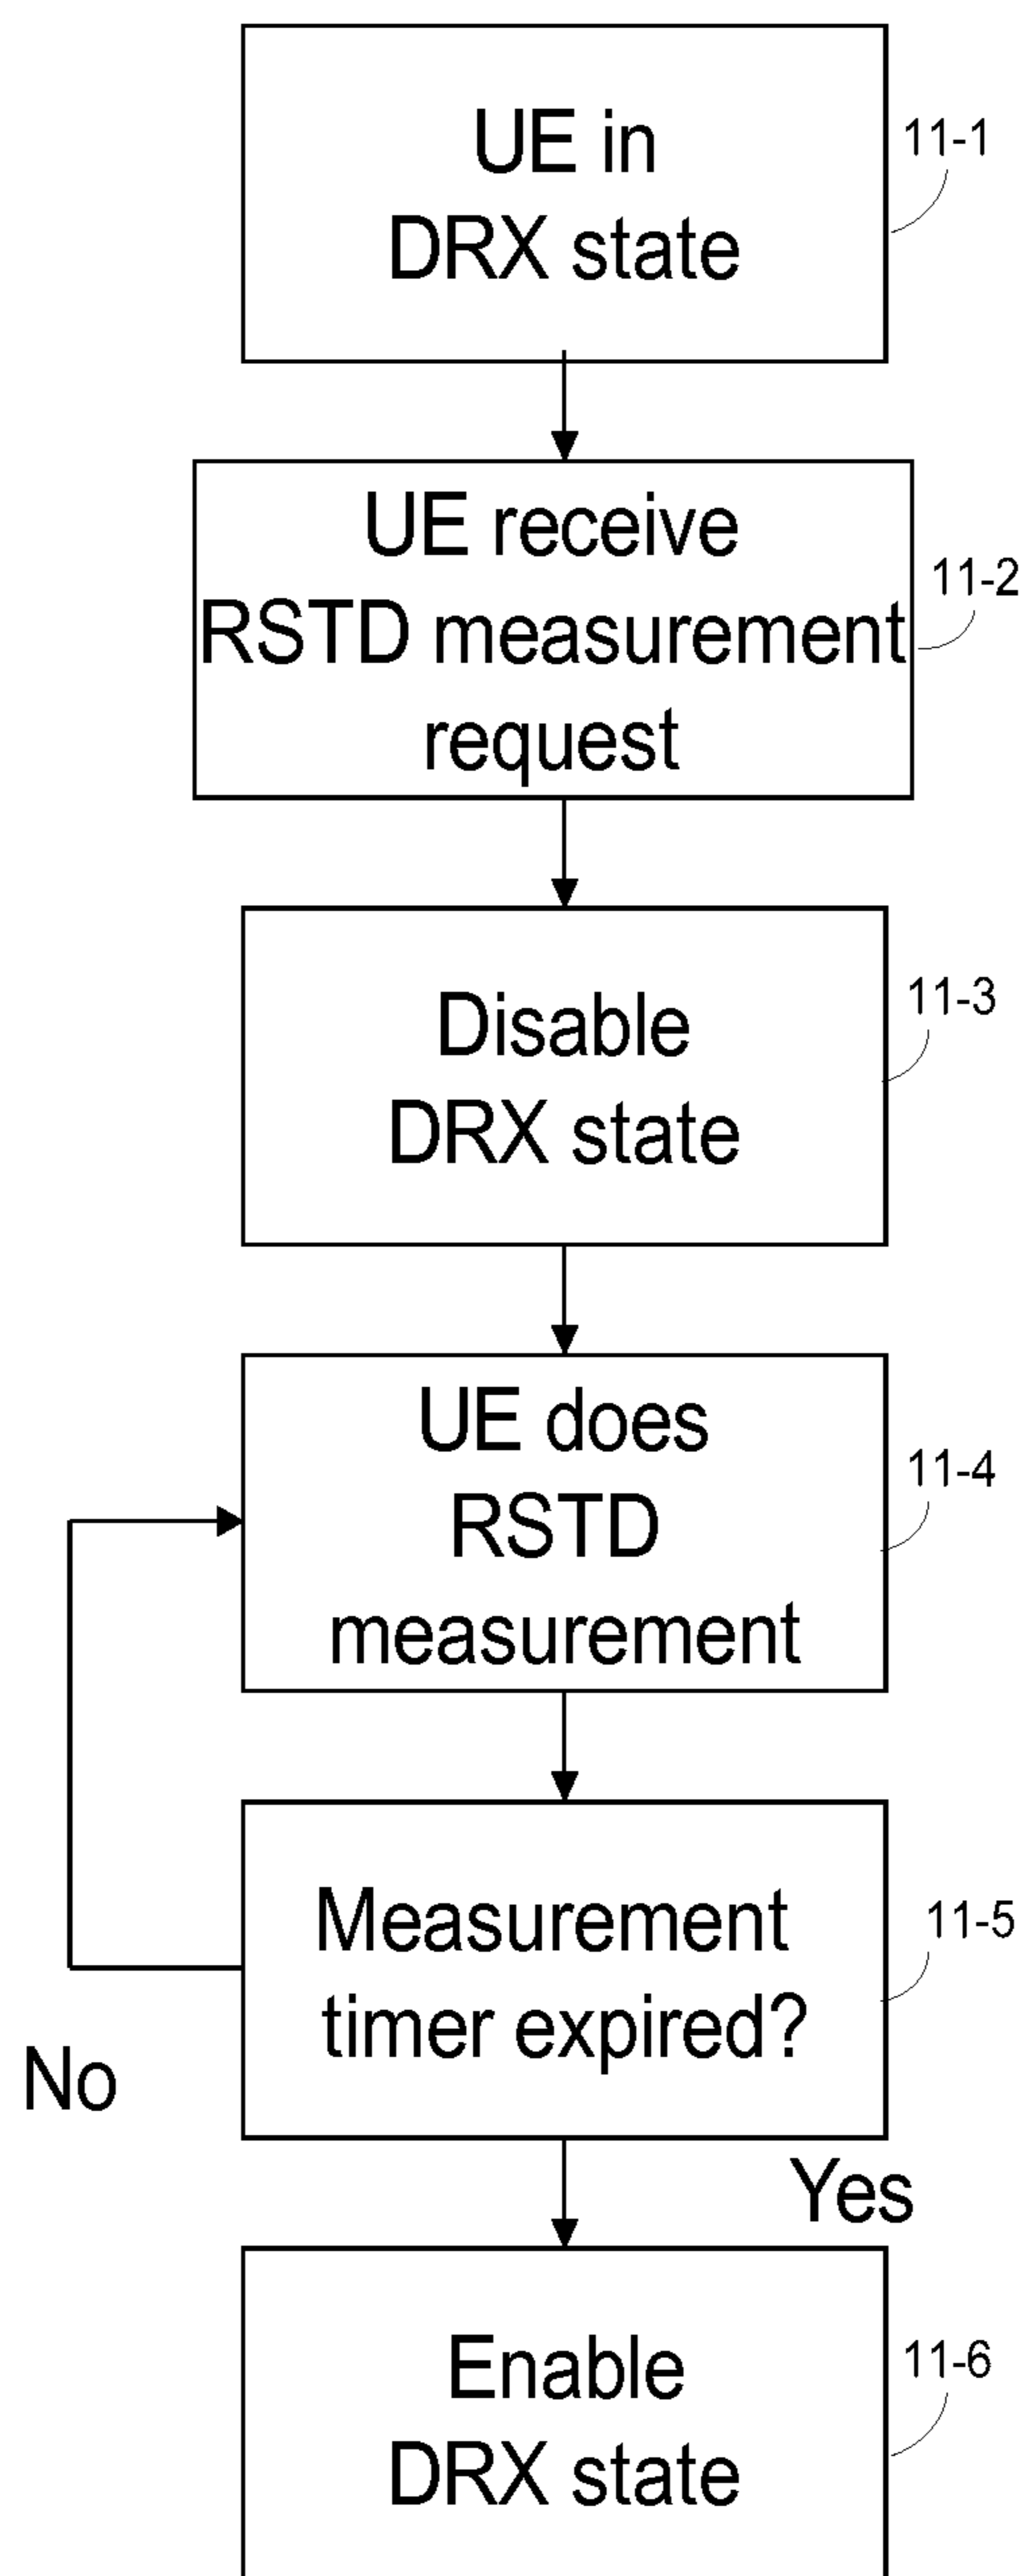 UE in
DRX state
11-1
UE receive
RSTD measurement
request
11-2
Disable
DRX state
11-3
UE does
RSTD
measurement
11-4
Measurement
timer expired?
11-5
No
Yes
Enable
DRX state
11-6